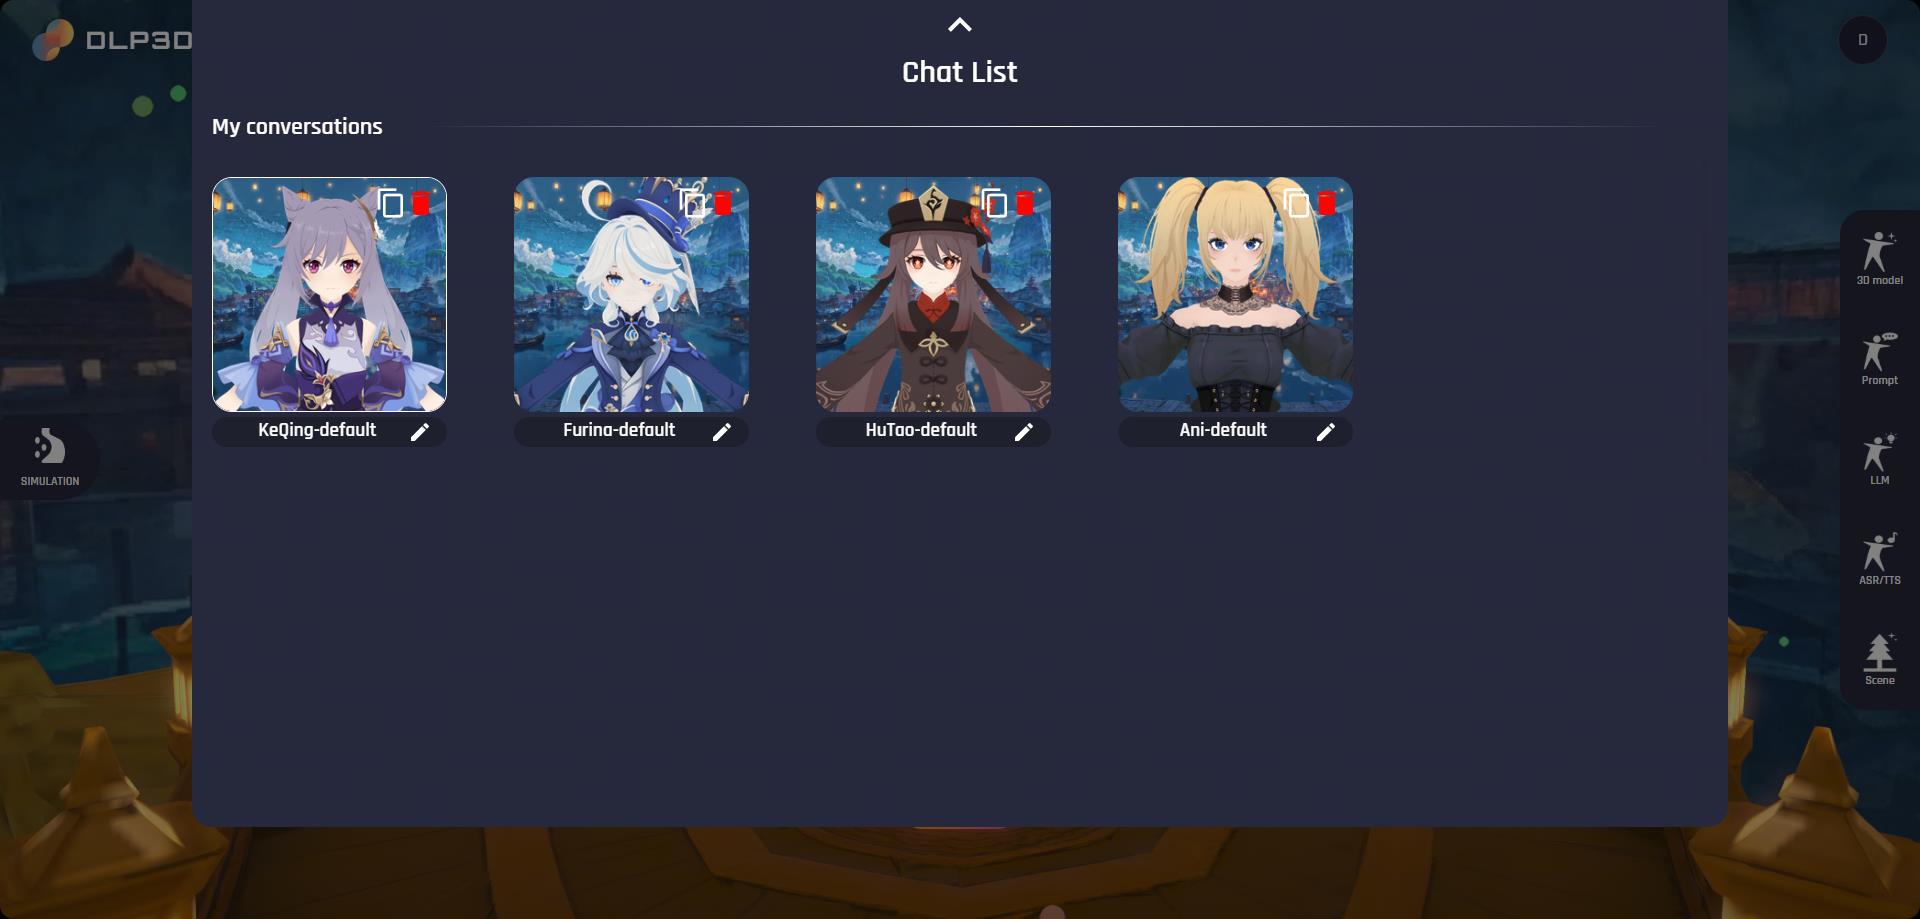 DLP3D
D
Chat List
My conversations
KeQing-default
Furina-default
HuTao-default
Ani-default
SIMULATION
3D model
Prompt
LLM
ASR/TTS
Scene